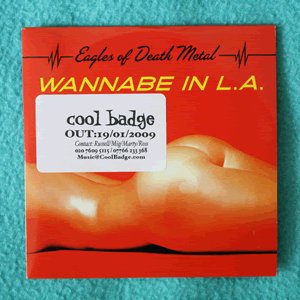 Eagles of Death Metal
WANNABE IN L.A.
cool badge
OUT:19/01/2009
Contact: Russell/Mig/Marty/Ross
020 7609 5115 / 07766 233 368
Music@CoolBadge.com